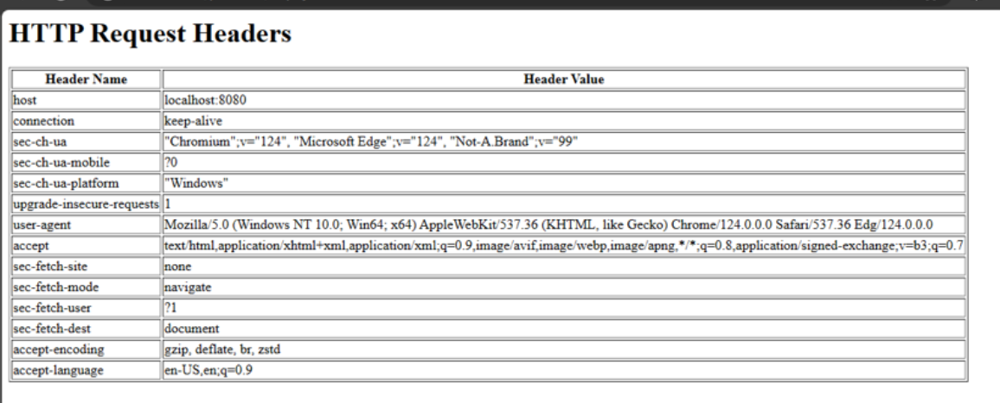 HTTP Request Headers
Header Name Header Value
host localhost:8080
connection keep-alive
sec-ch-ua "Chromium";v="124", "Microsoft Edge";v="124", "Not-A.Brand";v="99"
sec-ch-ua-mobile ?0
sec-ch-ua-platform "Windows"
upgrade-insecure-requests 1
user-agent Mozilla/5.0 (Windows NT 10.0; Win64; x64) AppleWebKit/537.36 (KHTML, like Gecko) Chrome/124.0.0.0 Safari/537.36 Edg/124.0.0.0
accept text/html,application/xhtml+xml,application/xml;q=0.9,image/avif,image/webp,image/apng,*/*;q=0.8,application/signed-exchange;v=b3;q=0.7
sec-fetch-site none
sec-fetch-mode navigate
sec-fetch-user ?1
sec-fetch-dest document
accept-encoding gzip, deflate, br, zstd
accept-language en-US,en;q=0.9